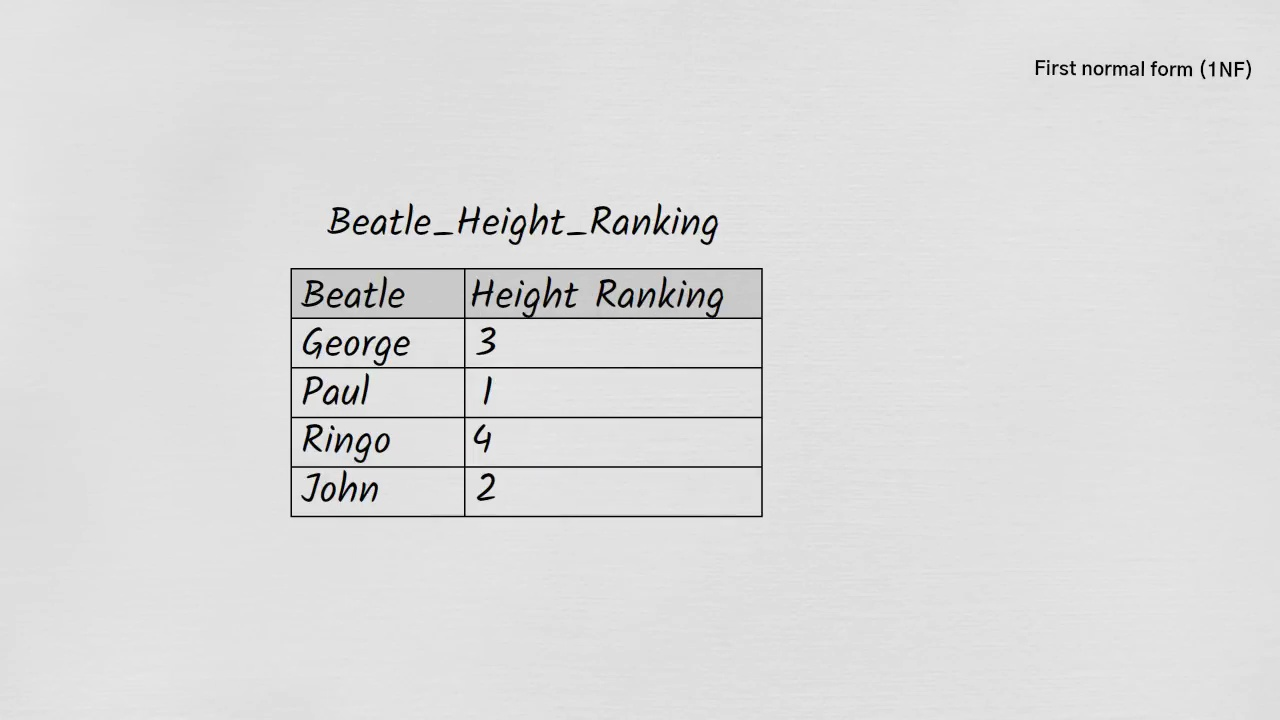 First normal form (1NF)
Beatle_Height_Ranking
Beatle Height Ranking
George 3
Paul 1
Ringo 4
John 2